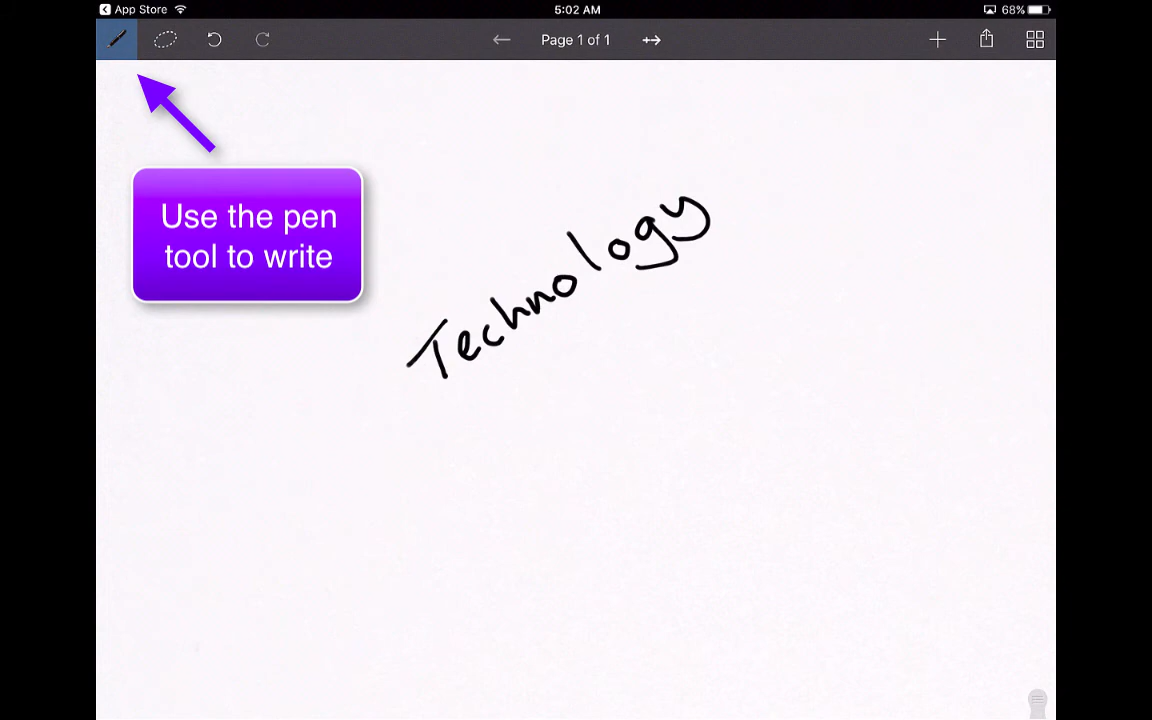 App Store
5:02 AM
68%
Page 1 of 1
Use the pen
tool to write
Technology